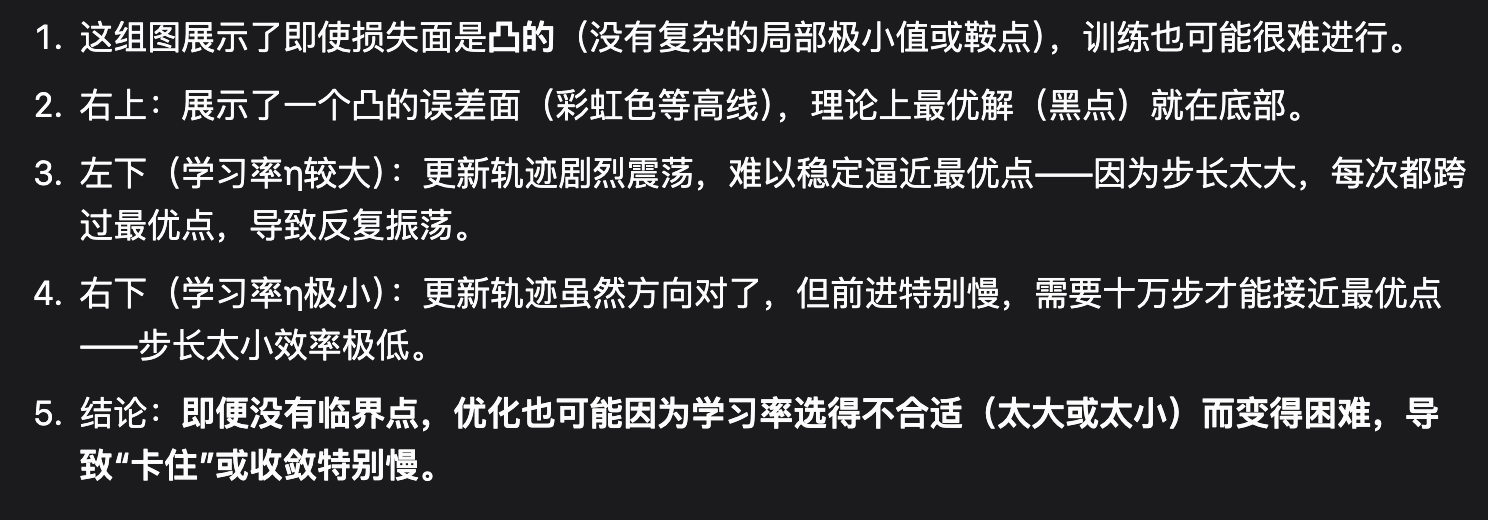 1. 这组图展示了即使损失面是凸的（没有复杂的局部极小值或鞍点），训练也可能很难进行。
2. 右上：展示了一个凸的误差面（彩虹色等高线），理论上最优解（黑点）就在底部。
3. 左下（学习率η较大）：更新轨迹剧烈震荡，难以稳定逼近最优点——因为步长太大，每次都跨
过最优点，导致反复振荡。
4. 右下（学习率η极小）：更新轨迹虽然方向对了，但前进特别慢，需要十万步才能接近最优点
——步长太小效率极低。
5. 结论：即便没有临界点，优化也可能因为学习率选得不合适（太大或太小）而变得困难，导
致“卡住”或收敛特别慢。